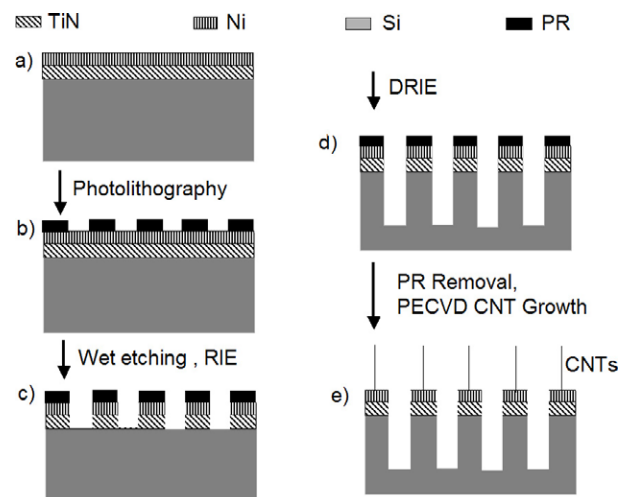 TiN
Ni
Si
PR
a)
Photolithography
b)
Wet etching , RIE
c)
DRIE
d)
PR Removal,
PECVD CNT Growth
CNTs
e)